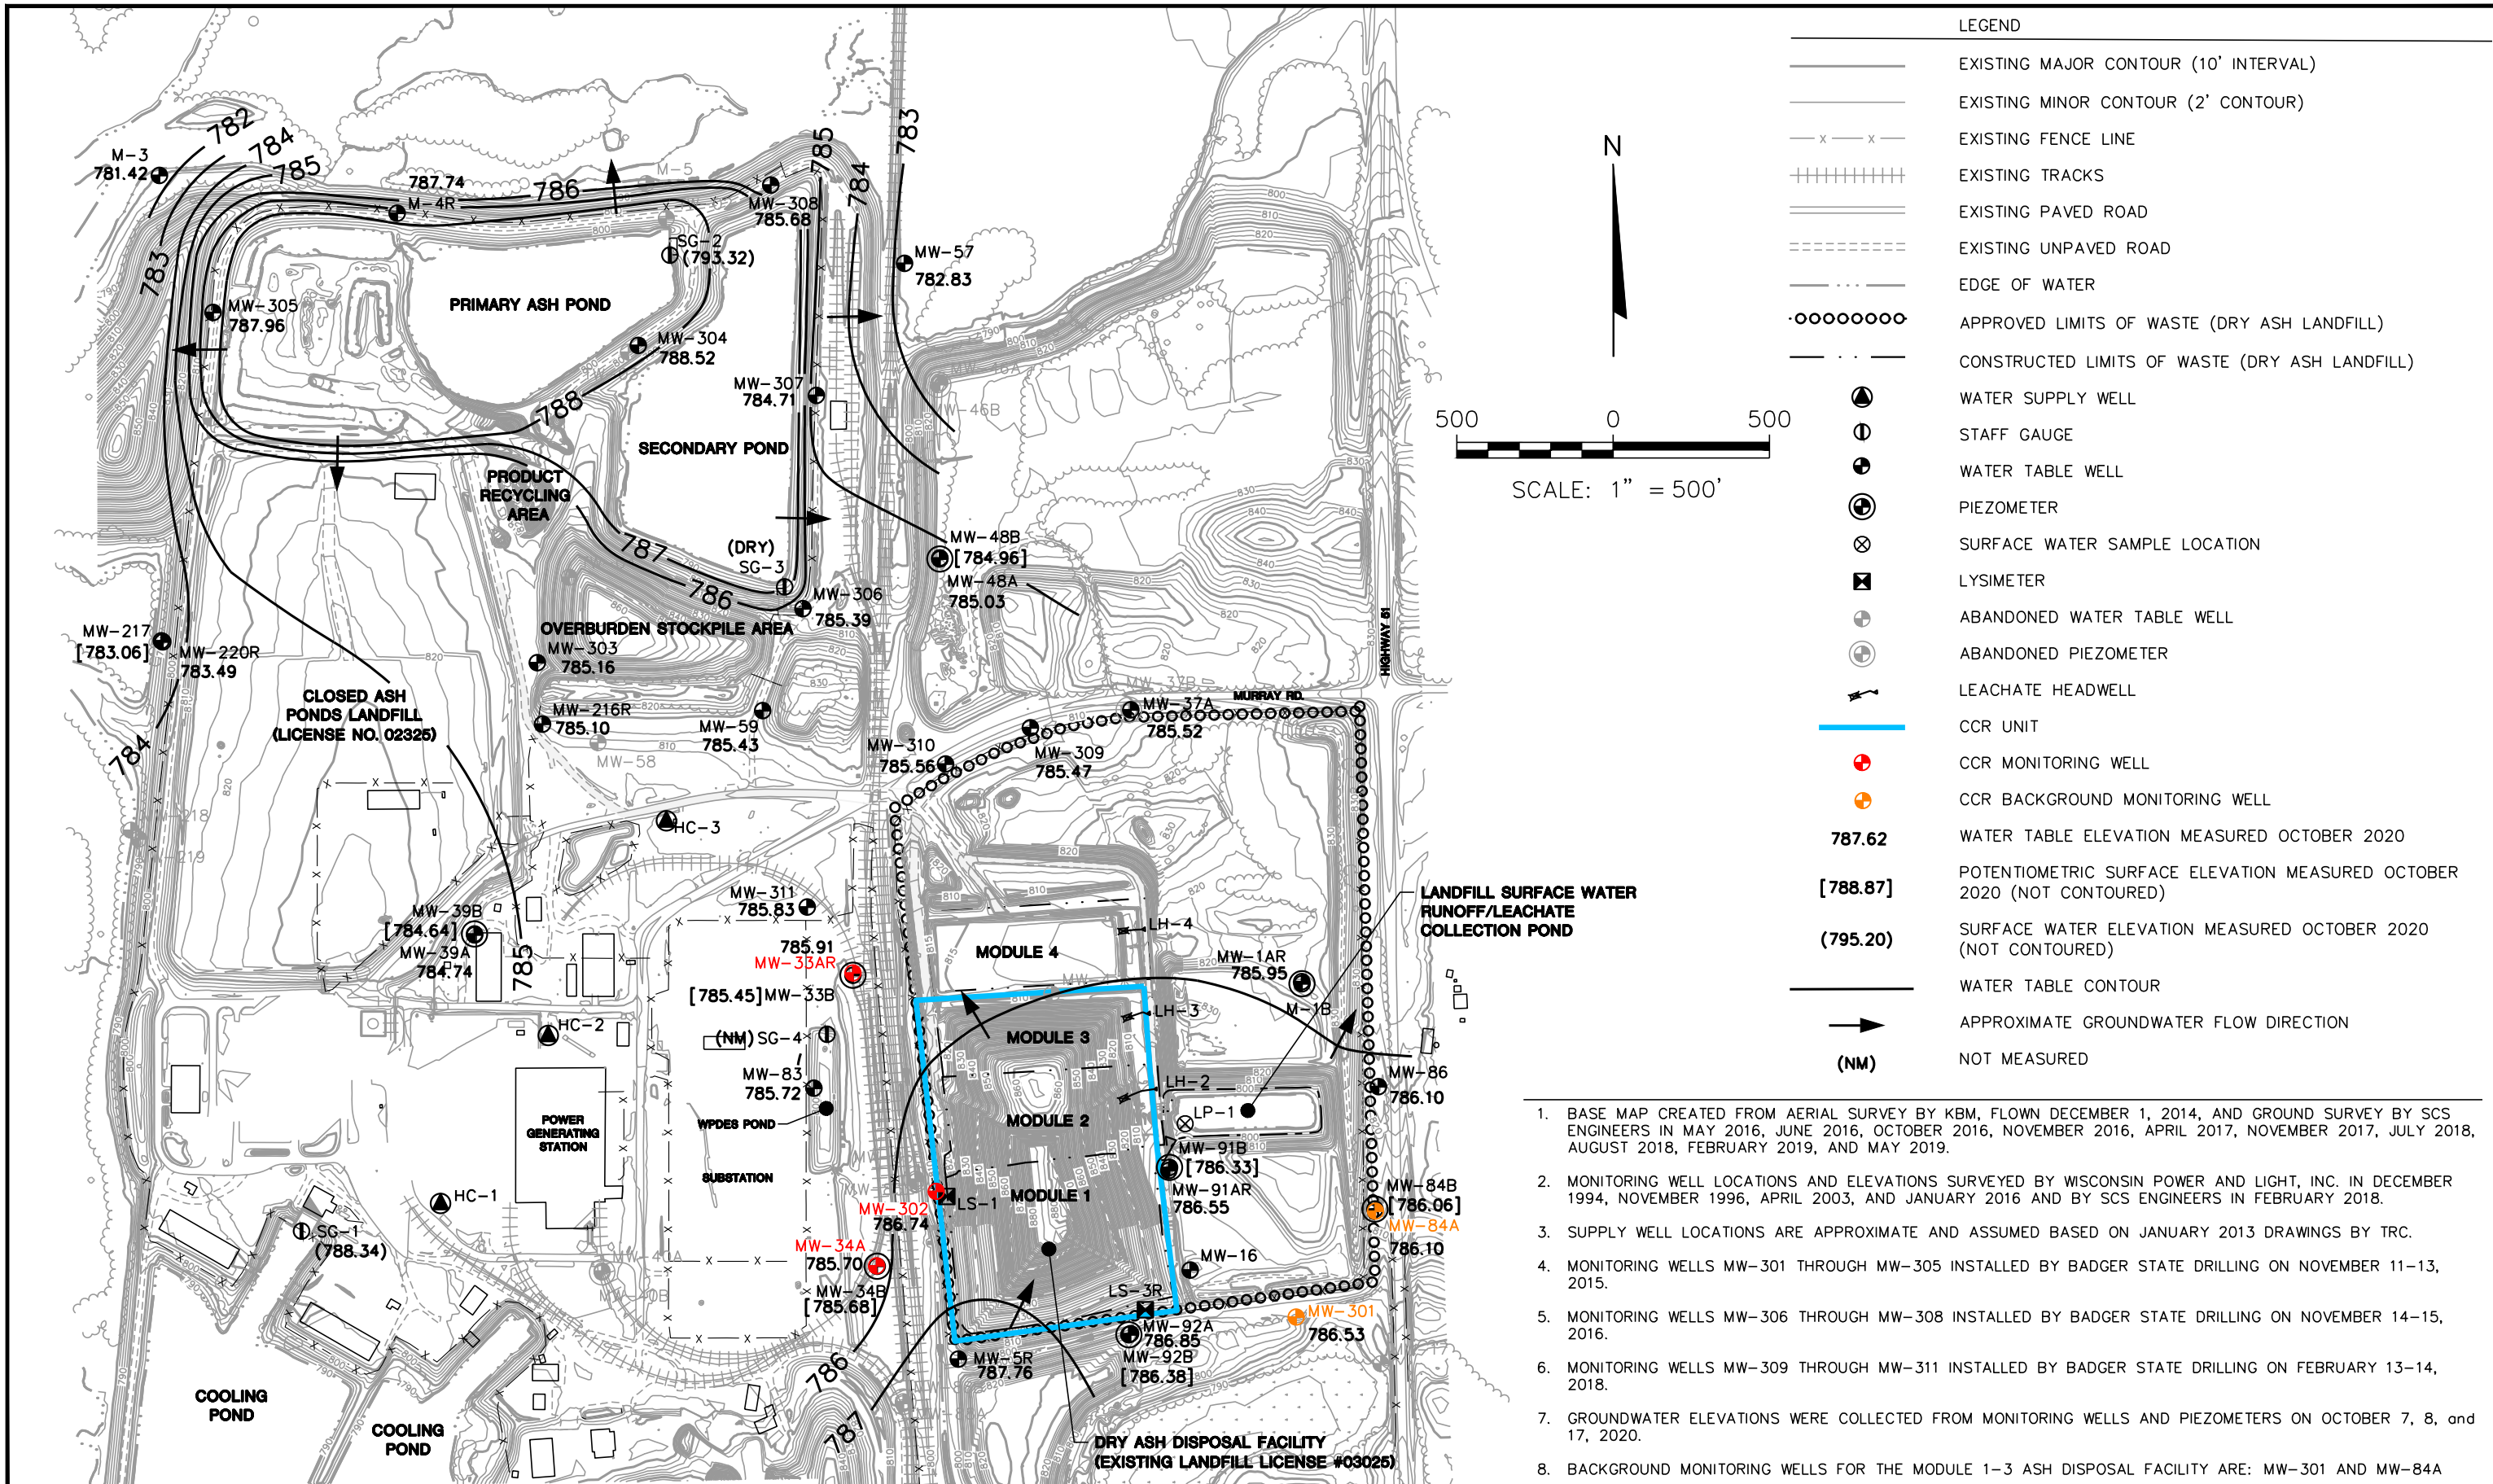 LEGEND
EXISTING MAJOR CONTOUR (10' INTERVAL)
EXISTING MINOR CONTOUR (2' CONTOUR)
EXISTING FENCE LINE
EXISTING TRACKS
EXISTING PAVED ROAD
EXISTING UNPAVED ROAD
EDGE OF WATER
APPROVED LIMITS OF WASTE (DRY ASH LANDFILL)
CONSTRUCTED LIMITS OF WASTE (DRY ASH LANDFILL)
WATER SUPPLY WELL
STAFF GAUGE
WATER TABLE WELL
PIEZOMETER
SURFACE WATER SAMPLE LOCATION
LYSIMETER
ABANDONED WATER TABLE WELL
ABANDONED PIEZOMETER
LEACHATE HEADWELL
CCR UNIT
CCR MONITORING WELL
CCR BACKGROUND MONITORING WELL
787.62 WATER TABLE ELEVATION MEASURED OCTOBER 2020
[788.87] POTENTIOMETRIC SURFACE ELEVATION MEASURED OCTOBER
2020 (NOT CONTOURED)
(795.20) SURFACE WATER ELEVATION MEASURED OCTOBER 2020
(NOT CONTOURED)
WATER TABLE CONTOUR
APPROXIMATE GROUNDWATER FLOW DIRECTION
(NM) NOT MEASURED
1. BASE MAP CREATED FROM AERIAL SURVEY BY KBM, FLOWN DECEMBER 1, 2014, AND GROUND SURVEY BY SCS
ENGINEERS IN MAY 2016, JUNE 2016, OCTOBER 2016, NOVEMBER 2016, APRIL 2017, NOVEMBER 2017, JULY 2018,
AUGUST 2018, FEBRUARY 2019, AND MAY 2019.
2. MONITORING WELL LOCATIONS AND ELEVATIONS SURVEYED BY WISCONSIN POWER AND LIGHT, INC. IN DECEMBER
1994, NOVEMBER 1996, APRIL 2003, AND JANUARY 2016 AND BY SCS ENGINEERS IN FEBRUARY 2018.
3. SUPPLY WELL LOCATIONS ARE APPROXIMATE AND ASSUMED BASED ON JANUARY 2013 DRAWINGS BY TRC.
4. MONITORING WELLS MW-301 THROUGH MW-305 INSTALLED BY BADGER STATE DRILLING ON NOVEMBER 11-13,
2015.
5. MONITORING WELLS MW-306 THROUGH MW-308 INSTALLED BY BADGER STATE DRILLING ON NOVEMBER 14-15,
2016.
6. MONITORING WELLS MW-309 THROUGH MW-311 INSTALLED BY BADGER STATE DRILLING ON FEBRUARY 13-14,
2018.
7. GROUNDWATER ELEVATIONS WERE COLLECTED FROM MONITORING WELLS AND PIEZOMETERS ON OCTOBER 7, 8, and
17, 2020.
8. BACKGROUND MONITORING WELLS FOR THE MODULE 1-3 ASH DISPOSAL FACILITY ARE: MW-301 AND MW-84A
N
500 0 500
SCALE: 1" = 500'
782
784
785
783
M-3
781.42
787.74
M-4R
786
M-5
MW-308
785.68
785
784
783
SG-2
(793.32)
MW-57
782.83
MW-305
787.96
PRIMARY ASH POND
MW-304
788.52
788
MW-307
784.71
MW-46B
SECONDARY POND
PRODUCT
RECYCLING
AREA
787
786
(DRY)
SG-3
MW-306
785.39
MW-48B
[784.96]
MW-48A
785.03
OVERBURDEN STOCKPILE AREA
MW-303
785.16
MW-217
[783.06]
MW-220R
783.49
CLOSED ASH
PONDS LANDFILL
(LICENSE NO. 02325)
784
MW-216R
785.10
MW-58
MW-59
785.43
MW-310
785.56
MW-309
785.47
MW-37B
MW-37A
785.52
MURRAY RD.
HIGHWAY 51
HC-3
MW-311
785.83
785.91
MW-33AR
[785.45] MW-33B
(NM) SG-4
MW-83
785.72
WPDES POND
SUBSTATION
MW-39B
[784.64]
MW-39A
784.74
785
HC-2
POWER
GENERATING
STATION
HC-1
SG-1
(788.34)
MW-40A
MW-40B
COOLING
POND
COOLING
POND
MODULE 4
MODULE 3
MODULE 2
MODULE 1
LH-4
LH-3
LH-2
LP-1
LANDFILL SURFACE WATER
RUNOFF/LEACHATE
COLLECTION POND
MW-1AR
785.95
M-1B
MW-86
786.10
MW-91B
[786.33]
MW-91AR
786.55
MW-84B
[786.06]
MW-84A
786.10
LS-1
MW-302
786.74
MW-34A
785.70
MW-34B
[785.68]
MW-16
LS-3R
MW-301
786.53
MW-92A
786.85
MW-92B
[786.38]
MW-5R
787.76
786
787
DRY ASH DISPOSAL FACILITY
(EXISTING LANDFILL LICENSE #03025)